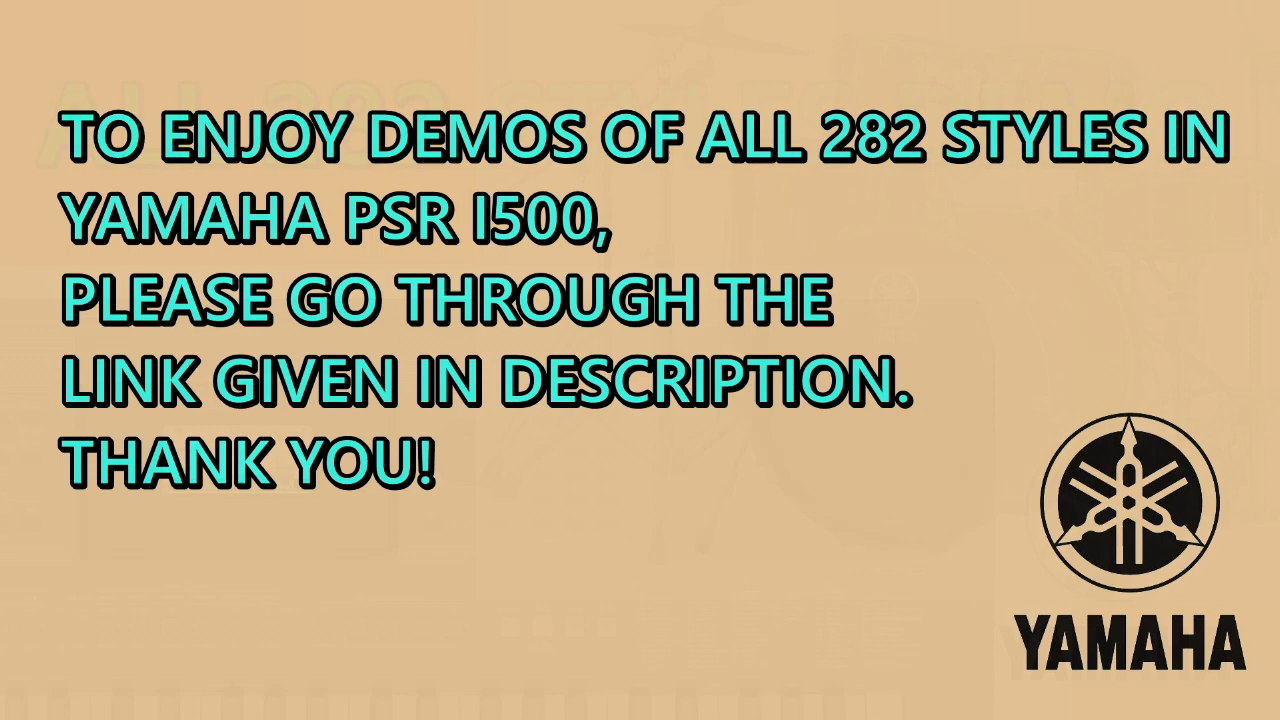 TO ENJOY DEMOS OF ALL 282 STYLES IN
YAMAHA PSR I500,
PLEASE GO THROUGH THE
LINK GIVEN IN DESCRIPTION.
THANK YOU!
YAMAHA